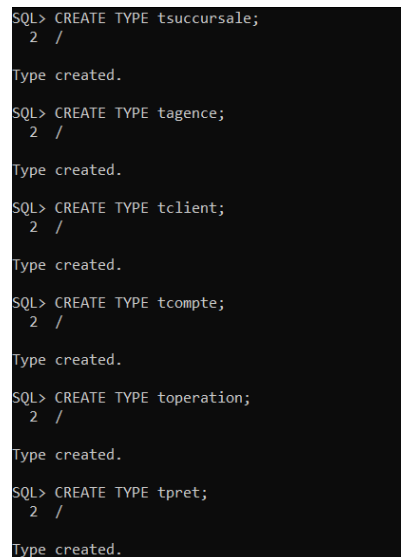 SQL> CREATE TYPE tsuccursale;
  2  /
Type created.
SQL> CREATE TYPE tagence;
  2  /
Type created.
SQL> CREATE TYPE tclient;
  2  /
Type created.
SQL> CREATE TYPE tcompte;
  2  /
Type created.
SQL> CREATE TYPE toperation;
  2  /
Type created.
SQL> CREATE TYPE tpret;
  2  /
Type created.